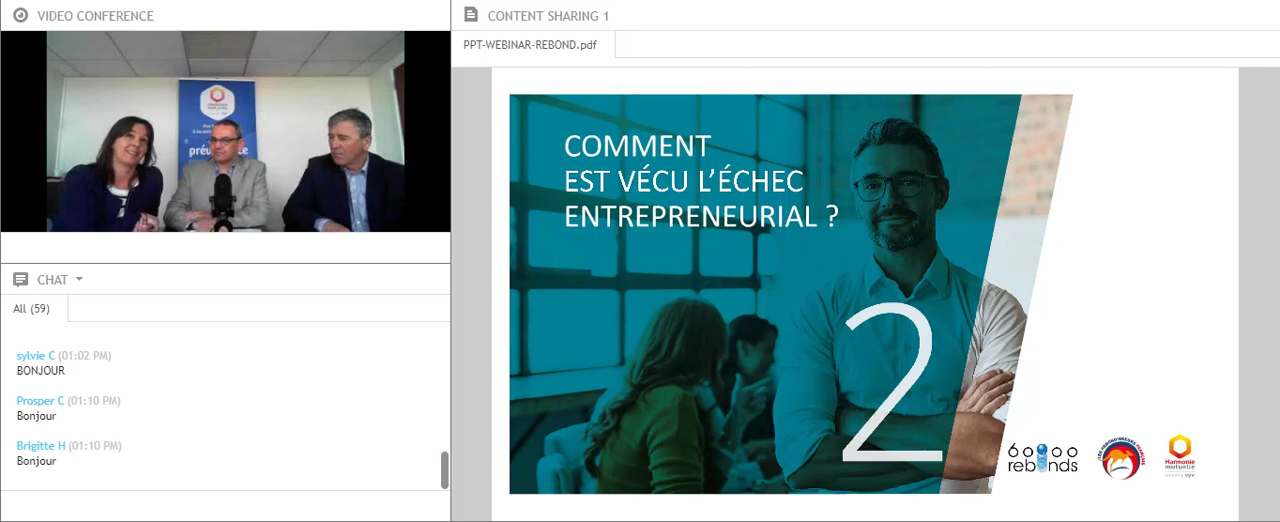 VIDEO CONFERENCE
prév
CHAT
All (59)
sylvie C (01:02 PM)
BONJOUR
Prosper C (01:10 PM)
Bonjour
Brigitte H (01:10 PM)
Bonjour
CONTENT SHARING 1
PPT-WEBINAR-REBOND.pdf
COMMENT
EST VÉCU L’ÉCHEC
ENTREPRENEURIAL ?
2
60000
rebonds
Harmonie
mutuelle